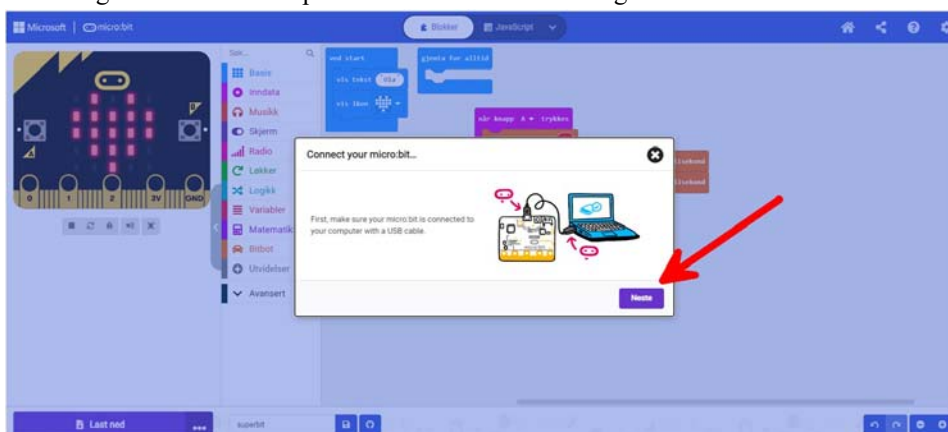 Microsoft | micro:bit
Blokker
JavaScript
Søk...
Basis
Inndata
Musikk
Skjerm
Radio
Løkker
Logikk
Variabler
Matematikk
Bitbot
Utvidelser
Avansert
ved start
vis tekst
vis ikon
gjenta for alltid
når knapp A trykkes
B
A
0 1 2 3V GND
Connect your micro:bit...
First, make sure your micro:bit is connected to
your computer with a USB cable.
Neste
Last ned
superbit